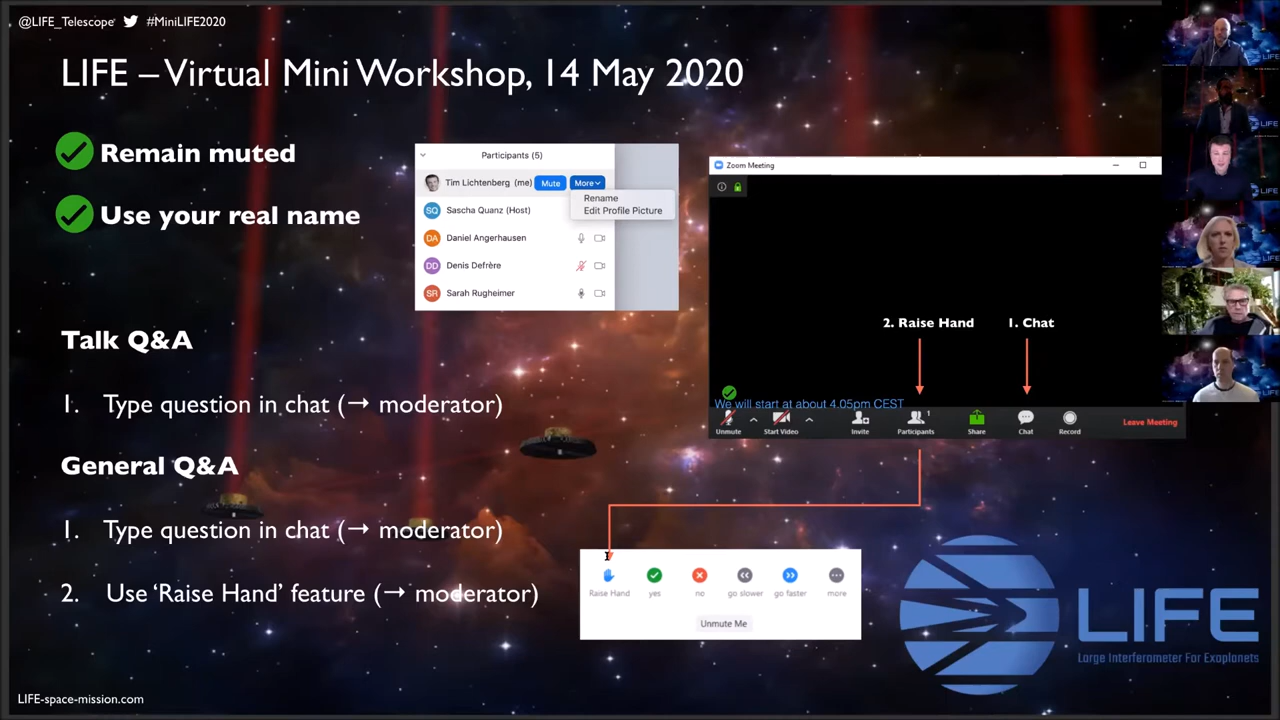 @LIFE_Telescope #MiniLIFE2020
LIFE – Virtual Mini Workshop, 14 May 2020
Remain muted
Use your real name
Participants (5)
Tim Lichtenberg (me) Mute More
Rename
Edit Profile Picture
SQ Sascha Quanz (Host)
DA Daniel Angerhausen
DD Denis Defrère
SR Sarah Rugheimer
Zoom Meeting
2. Raise Hand 1. Chat
We will start at about 4.05pm CEST
1
Unmute Start Video Invite Participants Share Chat Record Leave Meeting
Talk Q&A
1. Type question in chat (→ moderator)
General Q&A
1. Type question in chat (→ moderator)
2. Use ‘Raise Hand’ feature (→ moderator)
Raise Hand yes no go slower go faster more
Unmute Me
LIFE
Large Interferometer For Exoplanets
LIFE-space-mission.com